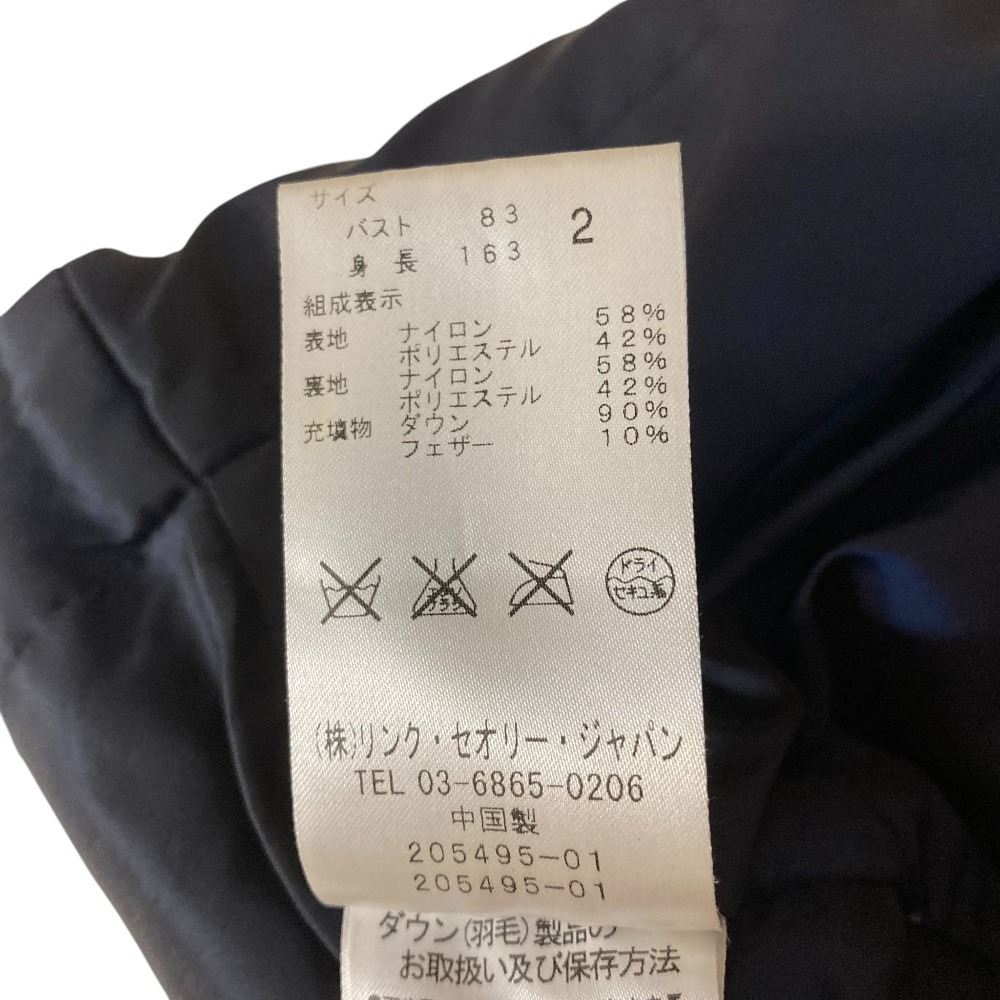 サイズ
バスト 83 2
身長 163
組成表示
表地 ナイロン 58%
ポリエステル 42%
裏地 ナイロン 58%
ポリエステル 42%
充填物 ダウン 90%
フェザー 10%
ドライ
セキユ系
(株)リンク・セオリー・ジャパン
TEL 03-6865-0206
中国製
205495-01
205495-01
ダウン(羽毛)製品の
お取扱い及び保存方法